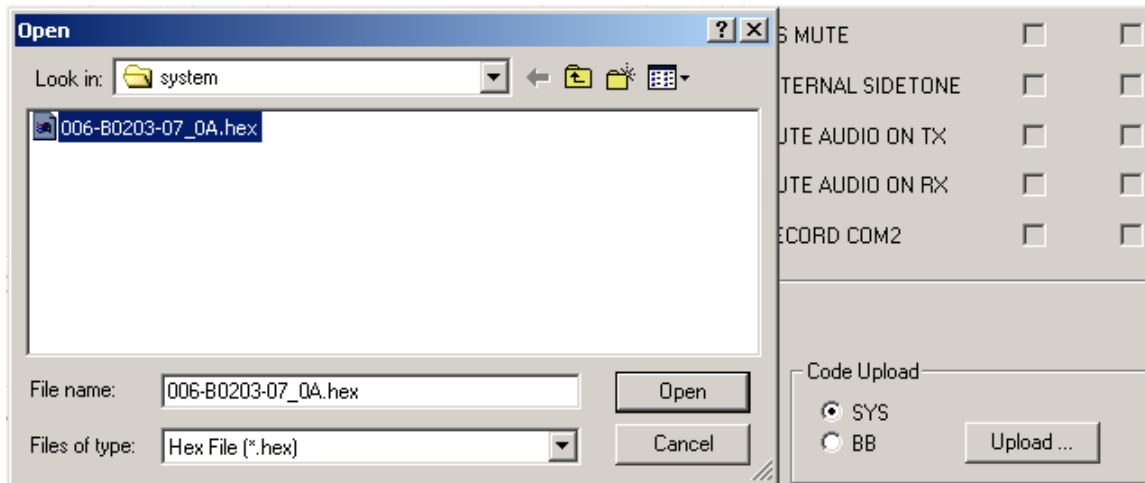 Open
Look in: system
006-B0203-07_0A.hex
File name: 006-B0203-07_0A.hex
Open
Files of type: Hex File (*.hex)
Cancel
S MUTE
TERNAL SIDETONE
UTE AUDIO ON TX
UTE AUDIO ON RX
ECORD COM2
Code Upload
SYS
BB
Upload ...